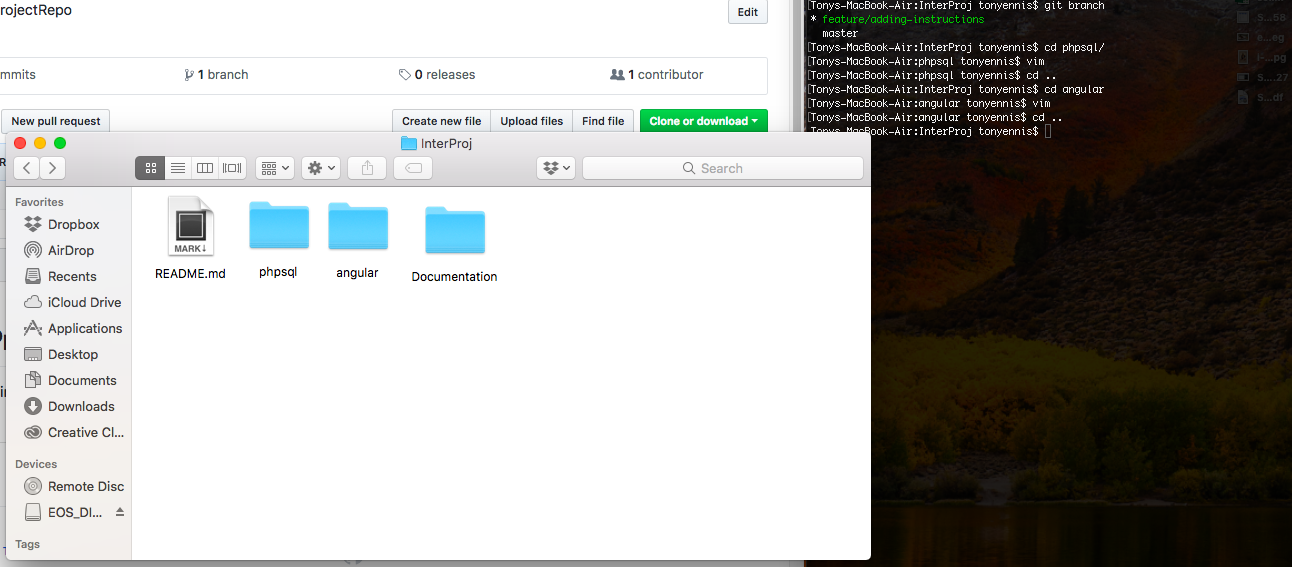 rojectRepo
Edit
mmits
1 branch
0 releases
1 contributor
New pull request
Create new file
Upload files
Find file
Clone or download
[Tonys-MacBook-Air:InterProj tonyennis$ git branch
* feature/adding-instructions
master
[Tonys-MacBook-Air:InterProj tonyennis$ cd phpsql/
[Tonys-MacBook-Air:phpsql tonyennis$ vim
[Tonys-MacBook-Air:phpsql tonyennis$ cd ..
[Tonys-MacBook-Air:InterProj tonyennis$ cd angular
[Tonys-MacBook-Air:angular tonyennis$ vim
[Tonys-MacBook-Air:angular tonyennis$ cd ..
Tonys-MacBook-Air:InterProj tonyennis$
S...58
e...eg
i-...pg
S....27
S...df
InterProj
Search
Favorites
Dropbox
AirDrop
Recents
iCloud Drive
Applications
Desktop
Documents
Downloads
Creative Cl...
Devices
Remote Disc
EOS_DI...
Tags
MARK↓
README.md
phpsql
angular
Documentation